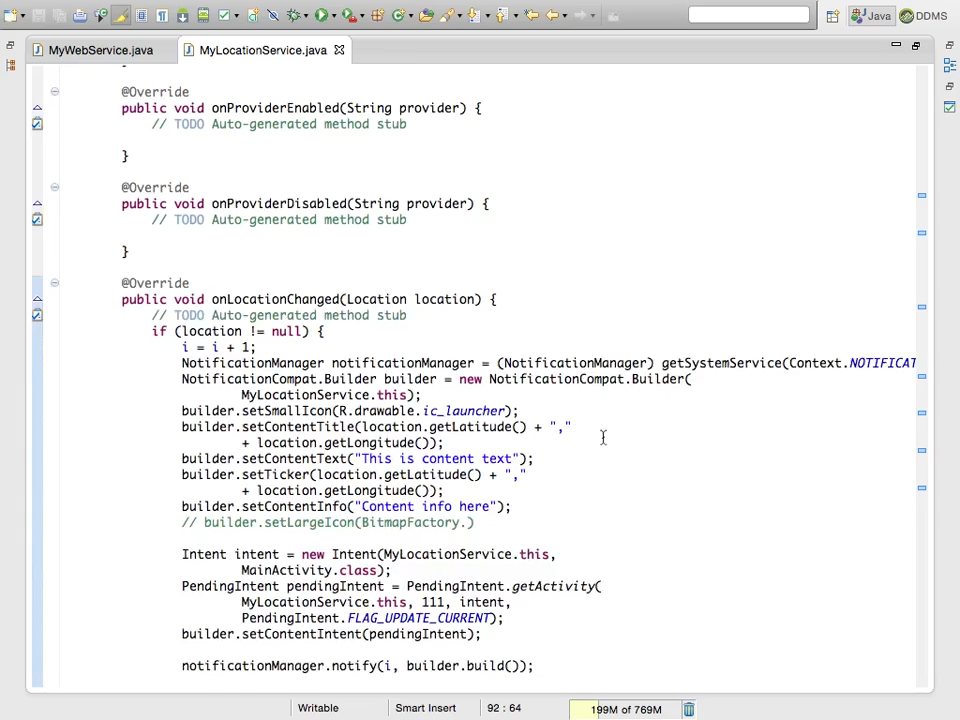 Java
DDMS
MyWebService.java
MyLocationService.java
}
@Override
public void onProviderEnabled(String provider) {
// TODO Auto-generated method stub
}
@Override
public void onProviderDisabled(String provider) {
// TODO Auto-generated method stub
}
@Override
public void onLocationChanged(Location location) {
// TODO Auto-generated method stub
if (location != null) {
i = i + 1;
NotificationManager notificationManager = (NotificationManager) getSystemService(Context.NOTIFICAT
NotificationCompat.Builder builder = new NotificationCompat.Builder(
MyLocationService.this);
builder.setSmallIcon(R.drawable.ic_launcher);
builder.setContentTitle(location.getLatitude() + ","
+ location.getLongitude());
builder.setContentText("This is content text");
builder.setTicker(location.getLatitude() + ","
+ location.getLongitude());
builder.setContentInfo("Content info here");
// builder.setLargeIcon(BitmapFactory.)
Intent intent = new Intent(MyLocationService.this,
MainActivity.class);
PendingIntent pendingIntent = PendingIntent.getActivity(
MyLocationService.this, 111, intent,
PendingIntent.FLAG_UPDATE_CURRENT);
builder.setContentIntent(pendingIntent);
notificationManager.notify(i, builder.build());
Writable
Smart Insert
92 : 64
199M of 769M